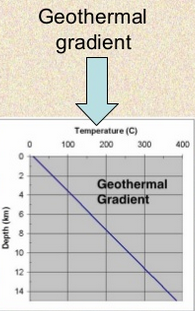 Geothermal
gradient
Temperature (C)
0 100 200 300 400
Geothermal
Gradient
Depth (km)
0
2
4
6
8
10
12
14